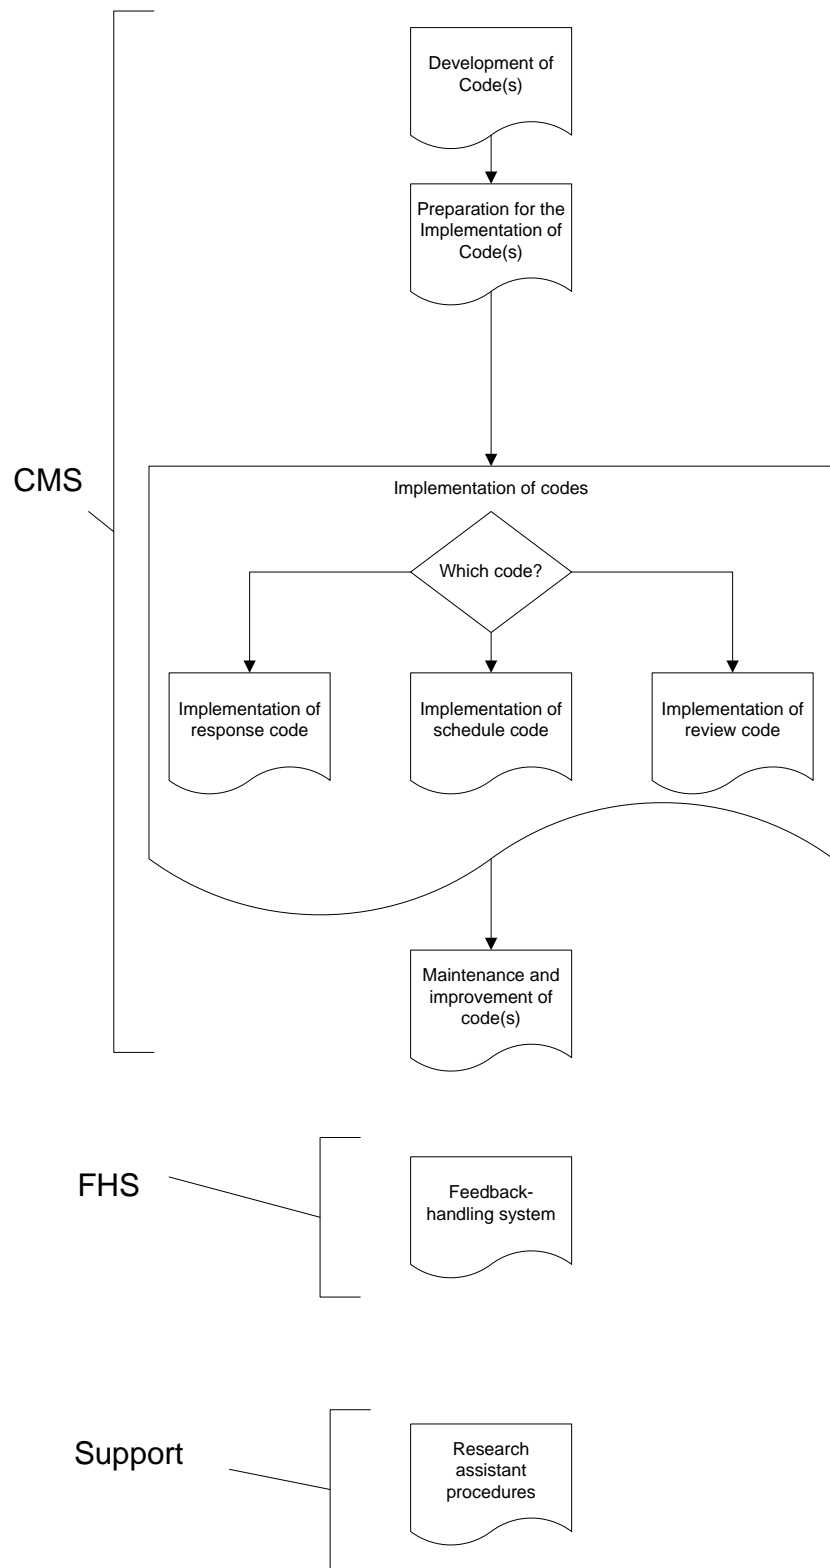 Development of
Code(s)
Preparation for the
Implementation of
Code(s)
CMS
Implementation of codes
Which code?
Implementation of
response code
Implementation of
schedule code
Implementation of
review code
Maintenance and
improvement of
code(s)
FHS
Feedback-
handling system
Support
Research
assistant
procedures